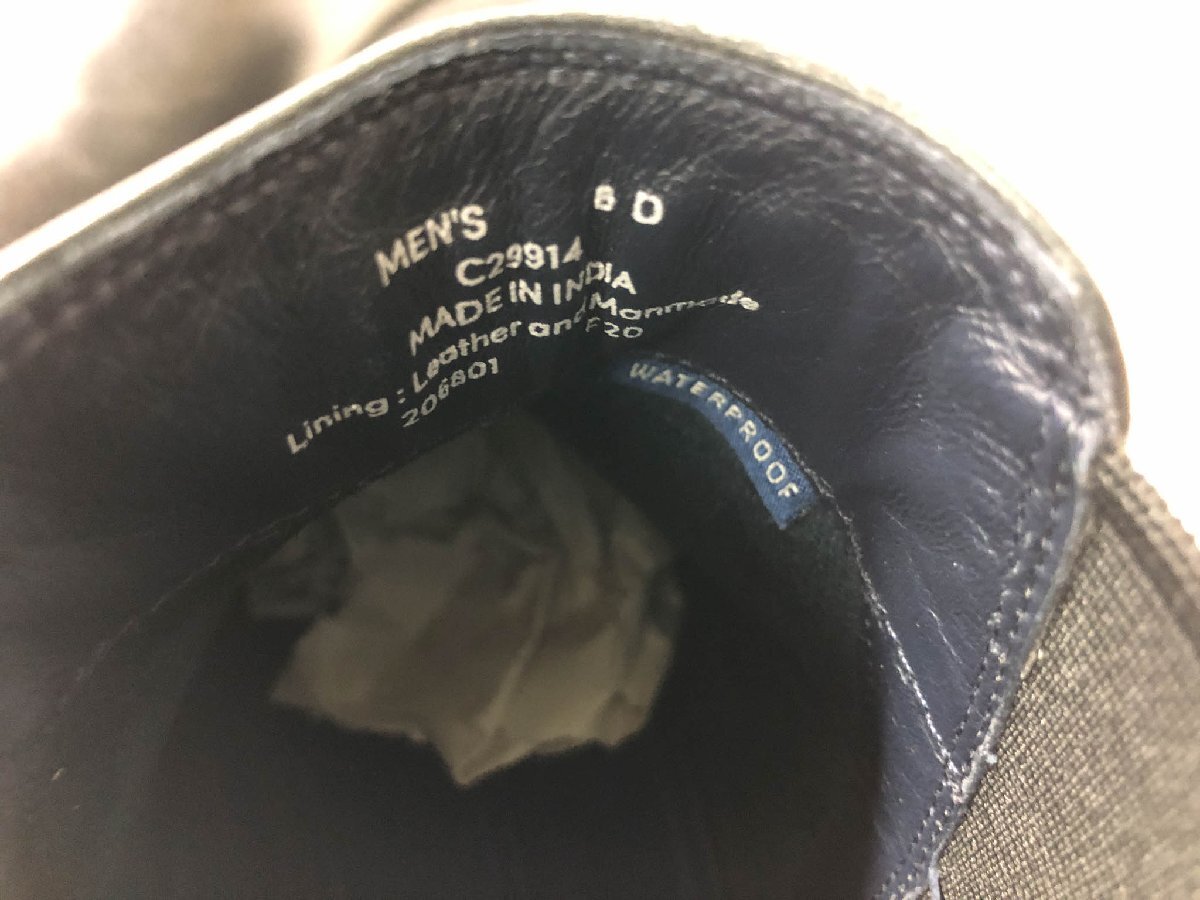 MEN'S 8 D
C29914
MADE IN INDIA
Lining : Leather and Manmade
206801 F20
WATERPROOF